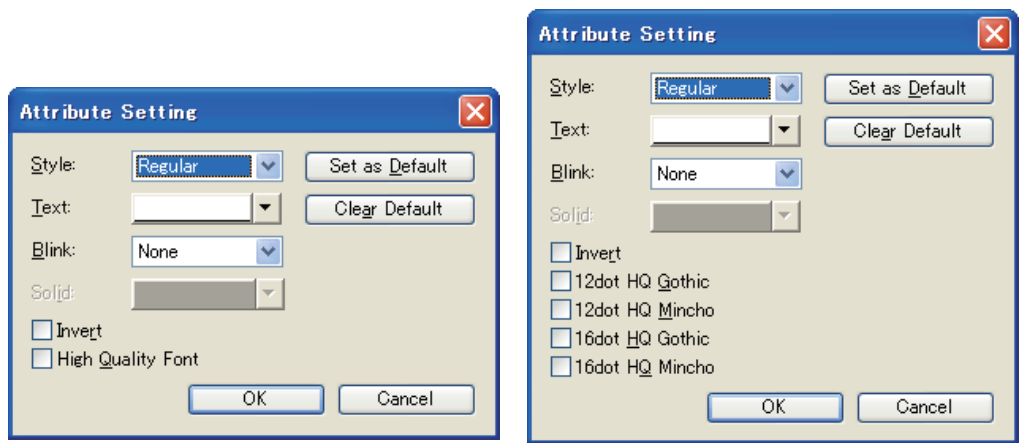 Attribute Setting
Style: Regular Set as Default
Text: Clear Default
Blink: None
Solid:
Invert
High Quality Font
OK Cancel
Attribute Setting
Style: Regular Set as Default
Text: Clear Default
Blink: None
Solid:
Invert
12dot HQ Gothic
12dot HQ Mincho
16dot HQ Gothic
16dot HQ Mincho
OK Cancel